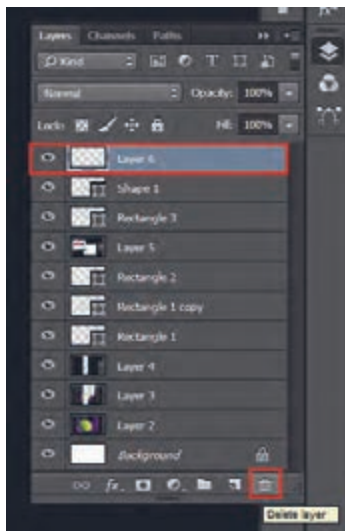 Layers Channels Paths
Kind
Normal Opacity: 100%
Lock: Fill: 100%
Layer 6
Shape 1
Rectangle 3
Layer 5
Rectangle 2
Rectangle 1 copy
Rectangle 1
Layer 4
Layer 3
Layer 2
Background
fx
Delete layer